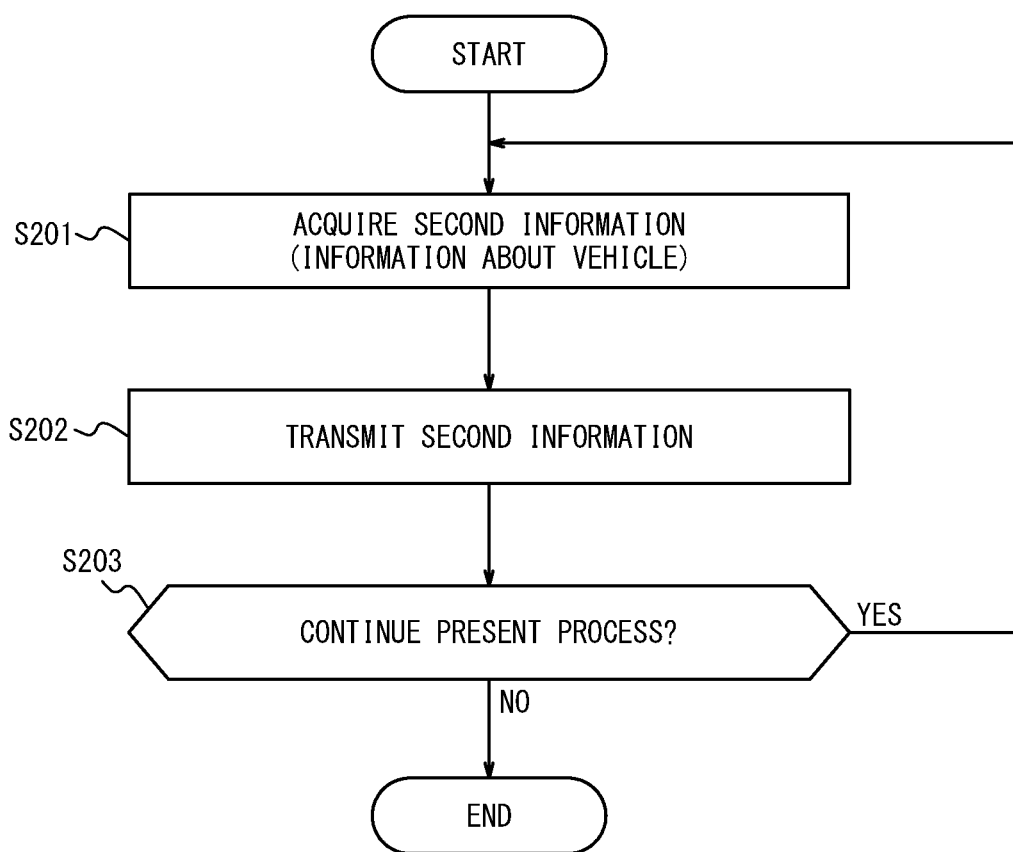 START
S201
ACQUIRE SECOND INFORMATION
(INFORMATION ABOUT VEHICLE)
S202
TRANSMIT SECOND INFORMATION
S203
CONTINUE PRESENT PROCESS?
YES
NO
END